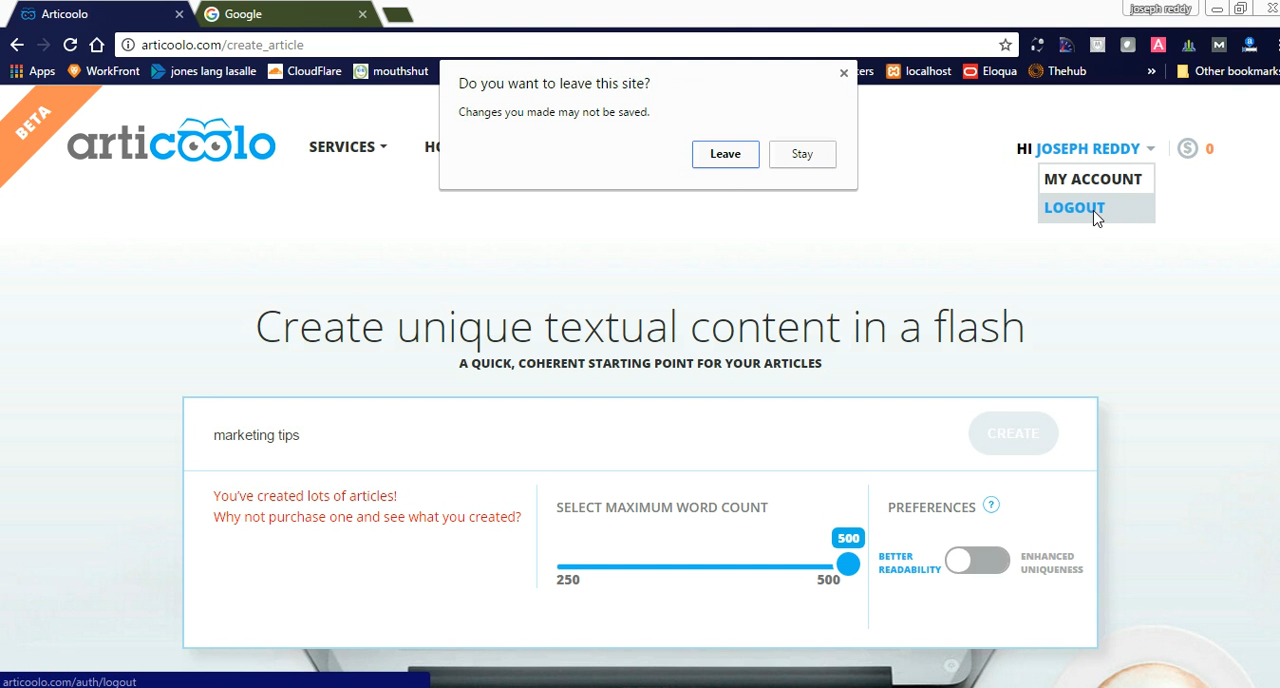 Articoolo
Google
joseph reddy
articoolo.com/create_article
Apps
WorkFront
jones lang lasalle
CloudFlare
mouthshut
localhost
Eloqua
Thehub
»
Other bookmarks
Do you want to leave this site?
Changes you made may not be saved.
Leave
Stay
BETA
articoolo
SERVICES
HI JOSEPH REDDY
0
MY ACCOUNT
LOGOUT
Create unique textual content in a flash
A QUICK, COHERENT STARTING POINT FOR YOUR ARTICLES
marketing tips
CREATE
You've created lots of articles!
Why not purchase one and see what you created?
SELECT MAXIMUM WORD COUNT
500
250
500
PREFERENCES ?
BETTER
READABILITY
ENHANCED
UNIQUENESS
articoolo.com/auth/logout